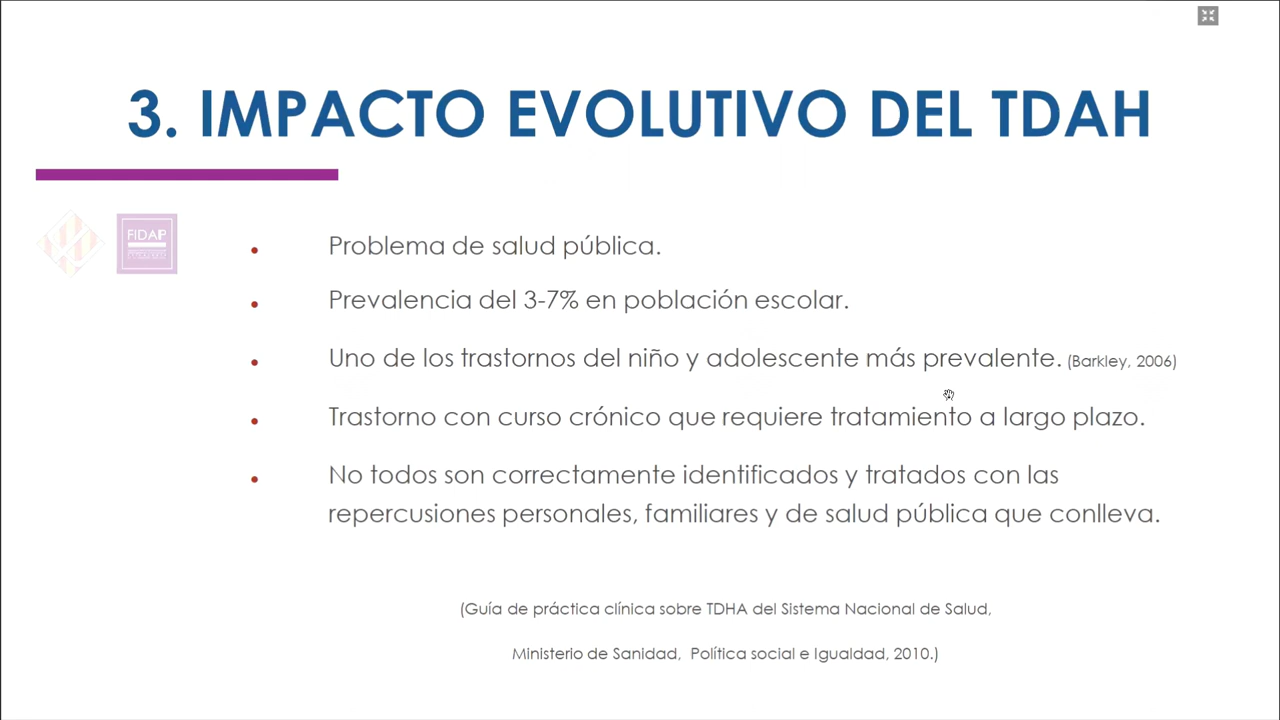 3. IMPACTO EVOLUTIVO DEL TDAH
FIDAP
• Problema de salud pública.
• Prevalencia del 3-7% en población escolar.
• Uno de los trastornos del niño y adolescente más prevalente. (Barkley, 2006)
• Trastorno con curso crónico que requiere tratamiento a largo plazo.
• No todos son correctamente identificados y tratados con las
repercusiones personales, familiares y de salud pública que conlleva.
(Guía de práctica clínica sobre TDHA del Sistema Nacional de Salud,
Ministerio de Sanidad, Política social e Igualdad, 2010.)